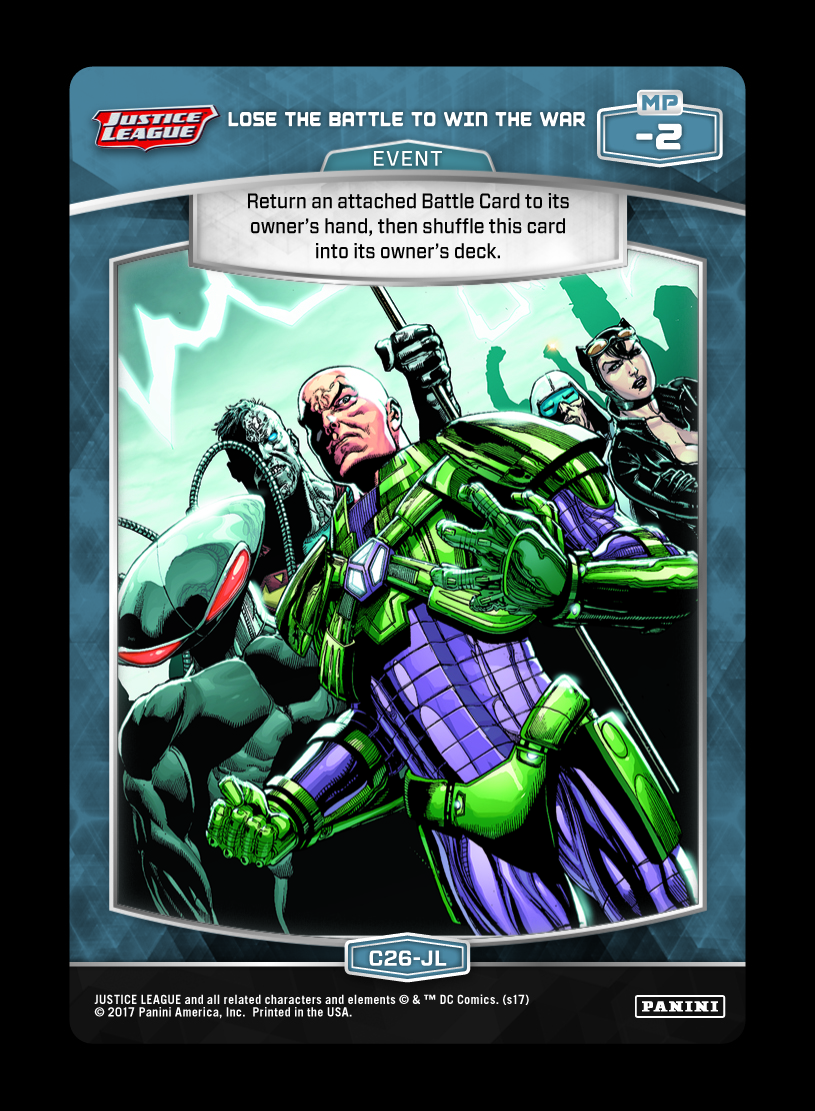 JUSTICE
LEAGUE
LOSE THE BATTLE TO WIN THE WAR
MP
-2
EVENT
Return an attached Battle Card to its
owner's hand, then shuffle this card
into its owner's deck.
C26-JL
JUSTICE LEAGUE and all related characters and elements © & ™ DC Comics. (s17)
© 2017 Panini America, Inc. Printed in the USA.
PANINI